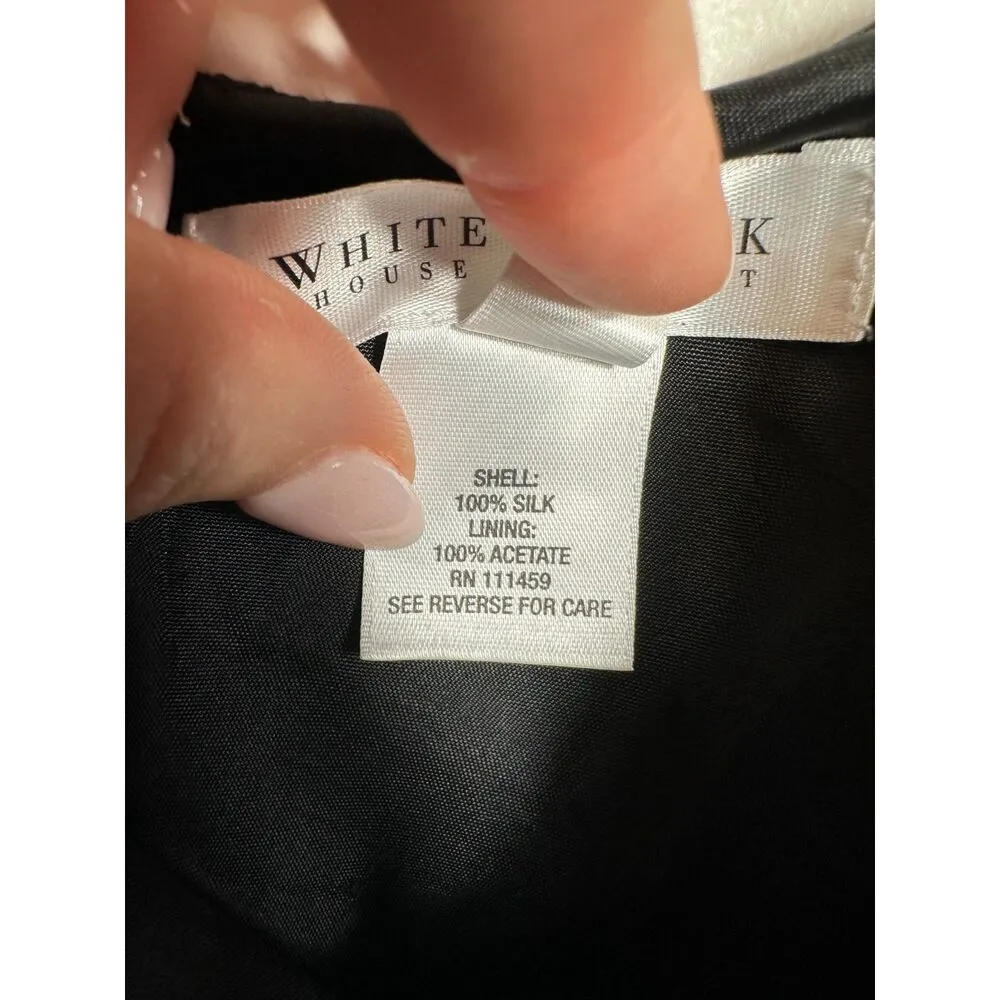 WHITE K
HOUSE T
SHELL:
100% SILK
LINING:
100% ACETATE
RN 111459
SEE REVERSE FOR CARE